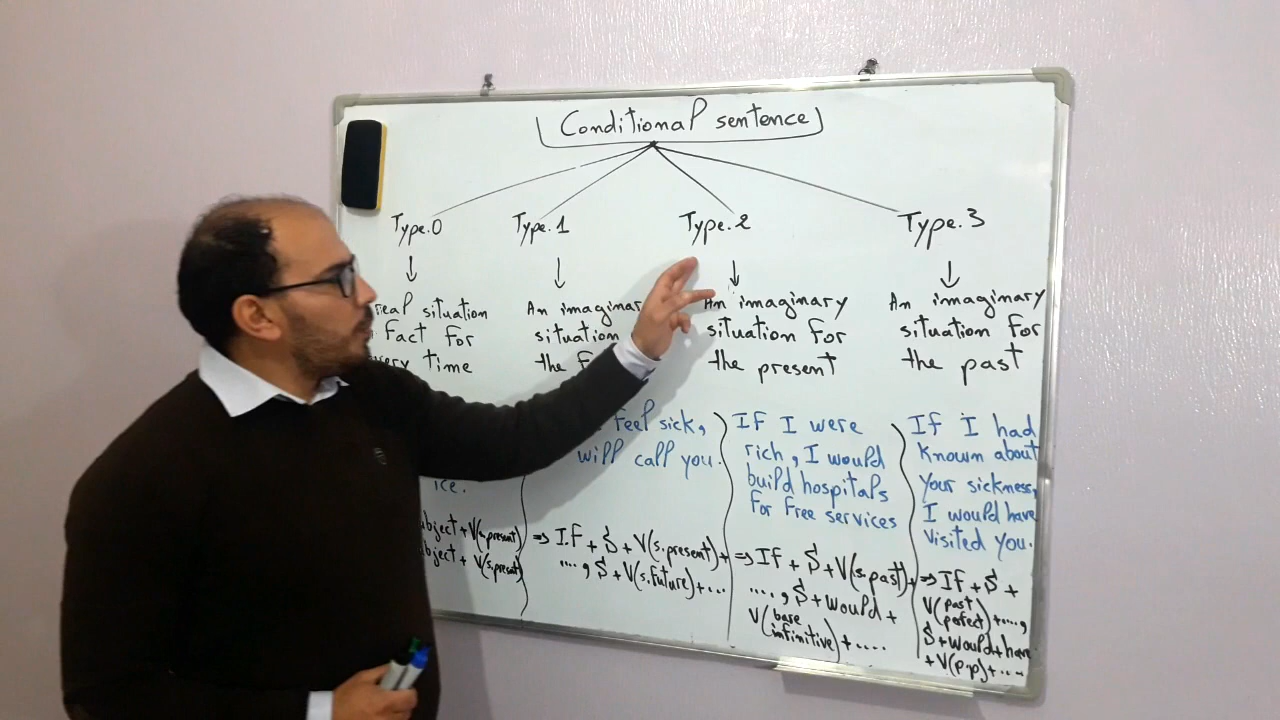 Conditional sentence
Type.0
Type.1
Type.2
Type.3
real situation
fact for
time
An
situation
the
An imaginary
situation for
the present
An imaginary
situation for
the past
ice.
feel sick,
will call you.
If I were
rich, I would
build hospitals
for free services
If I had
known about
your sickness,
I would have
visited you.
+ V(s.present)
+ V(s.present)
⇒ If + S + V(s.present) +
...., S + V(s.future) + ...
⇒ If + S + V(s.past) +
...., S + would +
V(base
infinitive) + ....
⇒ If + S +
V(past
perfect) + ....,
S + would + have
+ V(p.p) + ....